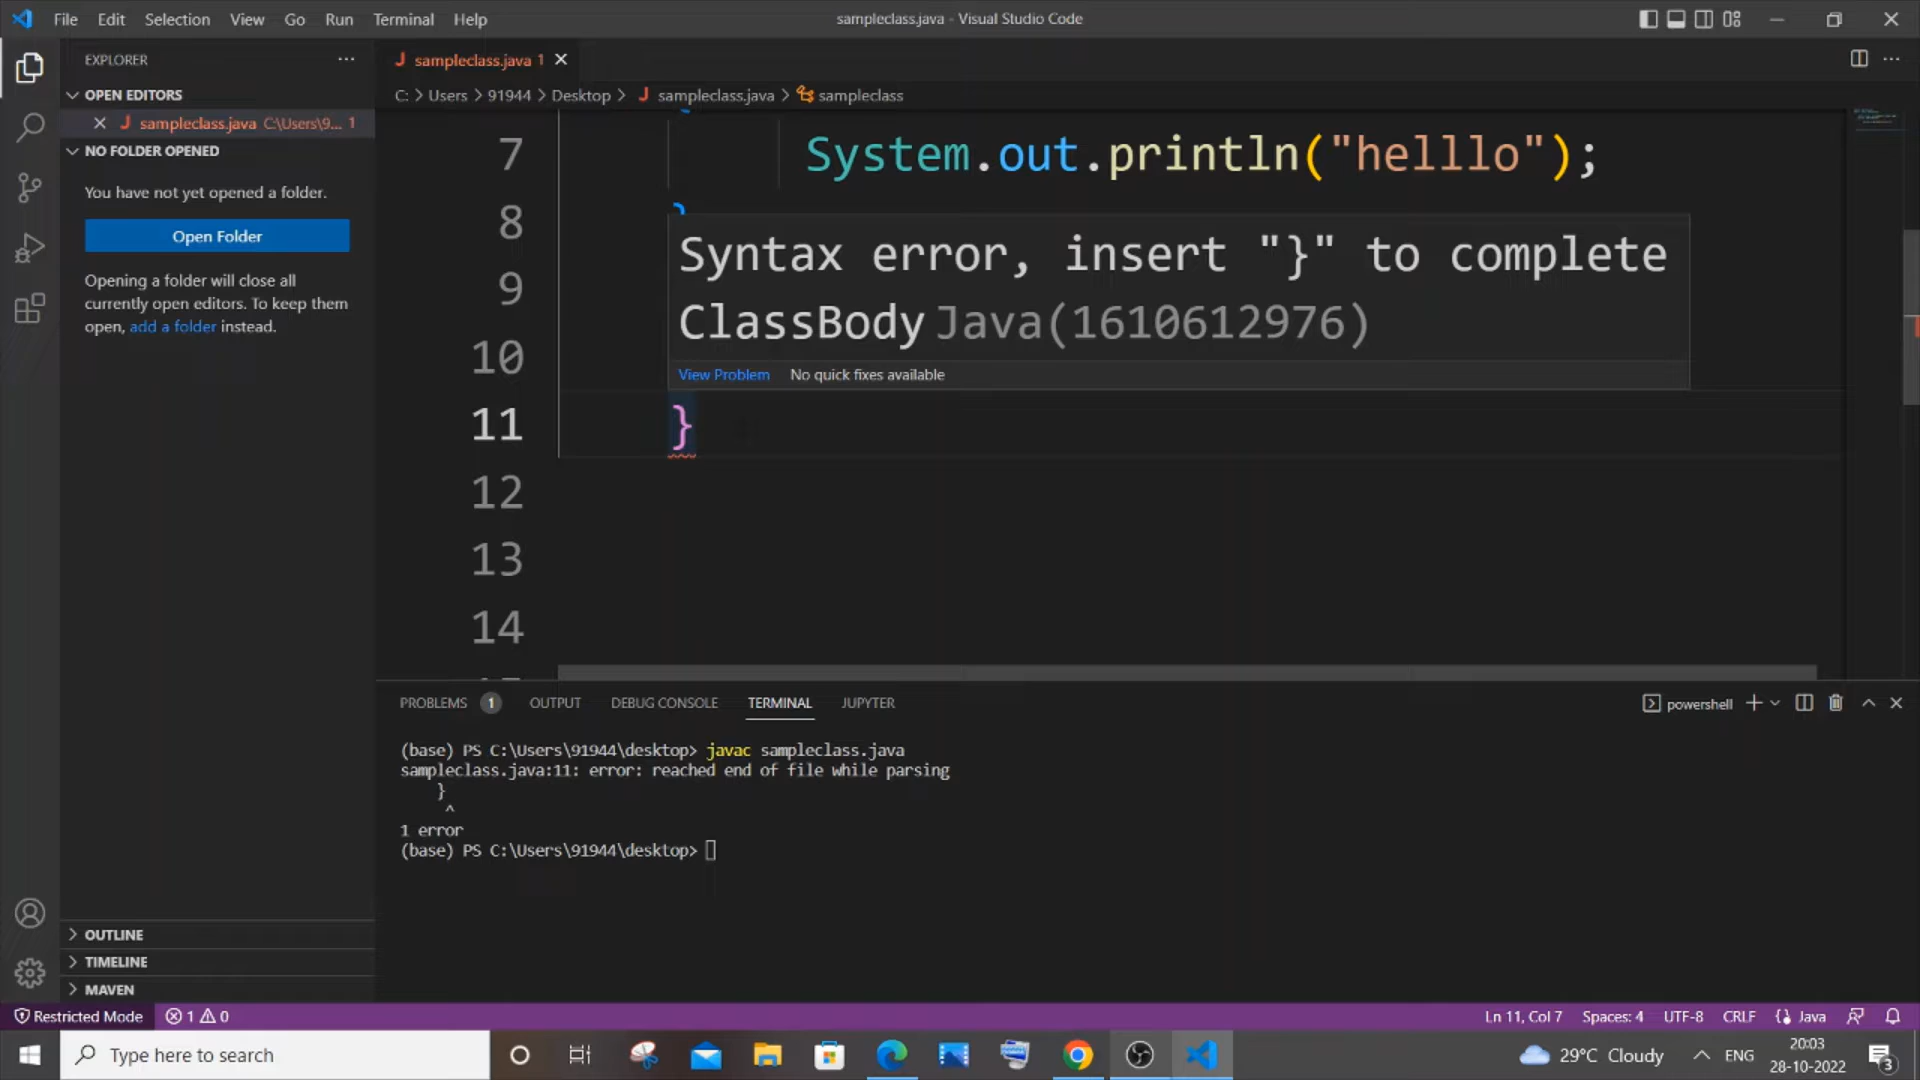 File Edit Selection View Go Run Terminal Help
sampleclass.java - Visual Studio Code
EXPLORER
sampleclass.java 1
OPEN EDITORS
C: > Users > 91944 > Desktop > sampleclass.java > sampleclass
sampleclass.java C:\Users\9... 1
NO FOLDER OPENED
You have not yet opened a folder.
Open Folder
Opening a folder will close all
currently open editors. To keep them
open, add a folder instead.
7 System.out.println("helllo");
8
9
10
Syntax error, insert "}" to complete
ClassBody Java(1610612976)
View Problem No quick fixes available
11 }
12
13
14
PROBLEMS 1 OUTPUT DEBUG CONSOLE TERMINAL JUPYTER
powershell
(base) PS C:\Users\91944\desktop> javac sampleclass.java
sampleclass.java:11: error: reached end of file while parsing
}
^
1 error
(base) PS C:\Users\91944\desktop>
OUTLINE
TIMELINE
MAVEN
Restricted Mode 1 0
Ln 11, Col 7 Spaces: 4 UTF-8 CRLF Java
Type here to search
29°C Cloudy ENG
20:03
28-10-2022
3